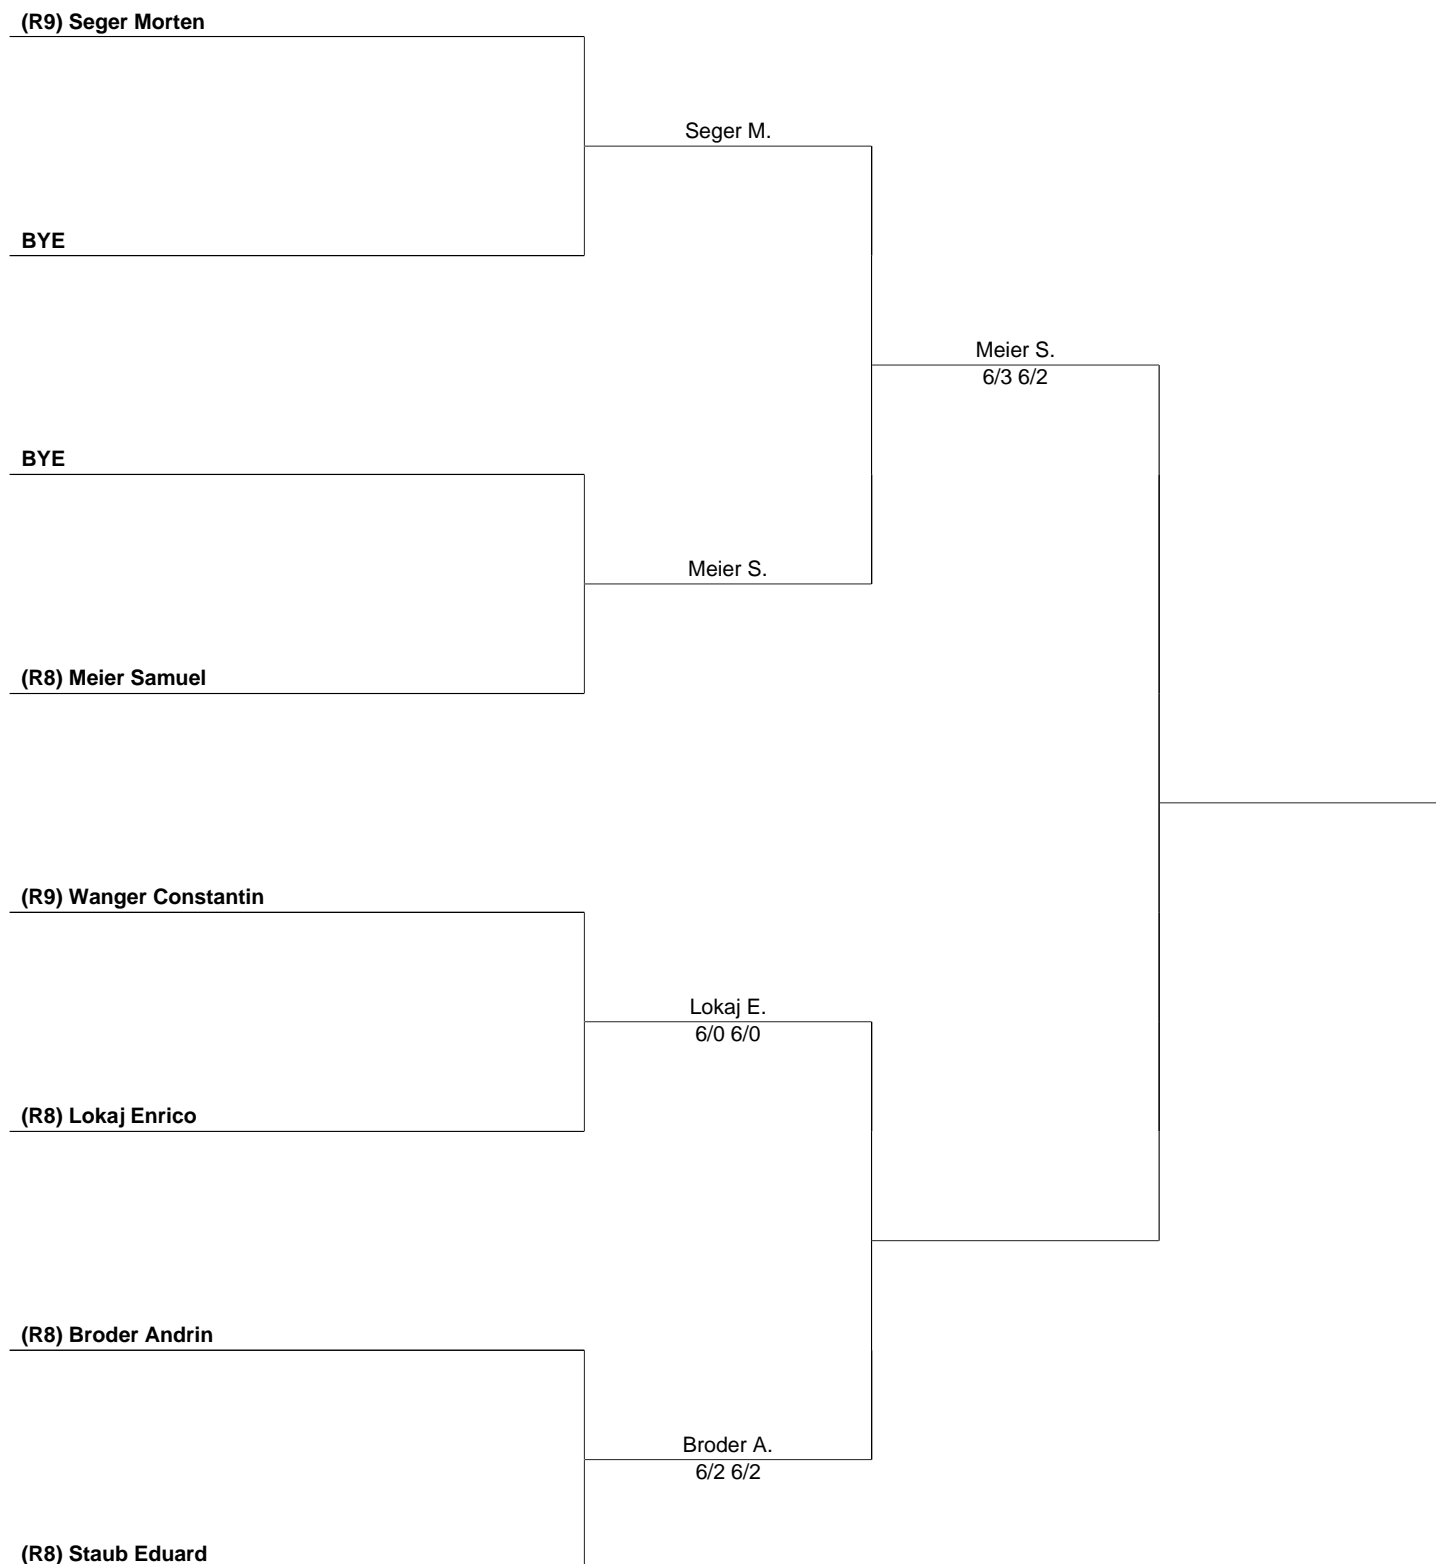 (R9) Seger Morten
Seger M.
BYE
Meier S.
6/3 6/2
BYE
Meier S.
(R8) Meier Samuel
(R9) Wanger Constantin
Lokaj E.
6/0 6/0
(R8) Lokaj Enrico
(R8) Broder Andrin
Broder A.
6/2 6/2
(R8) Staub Eduard